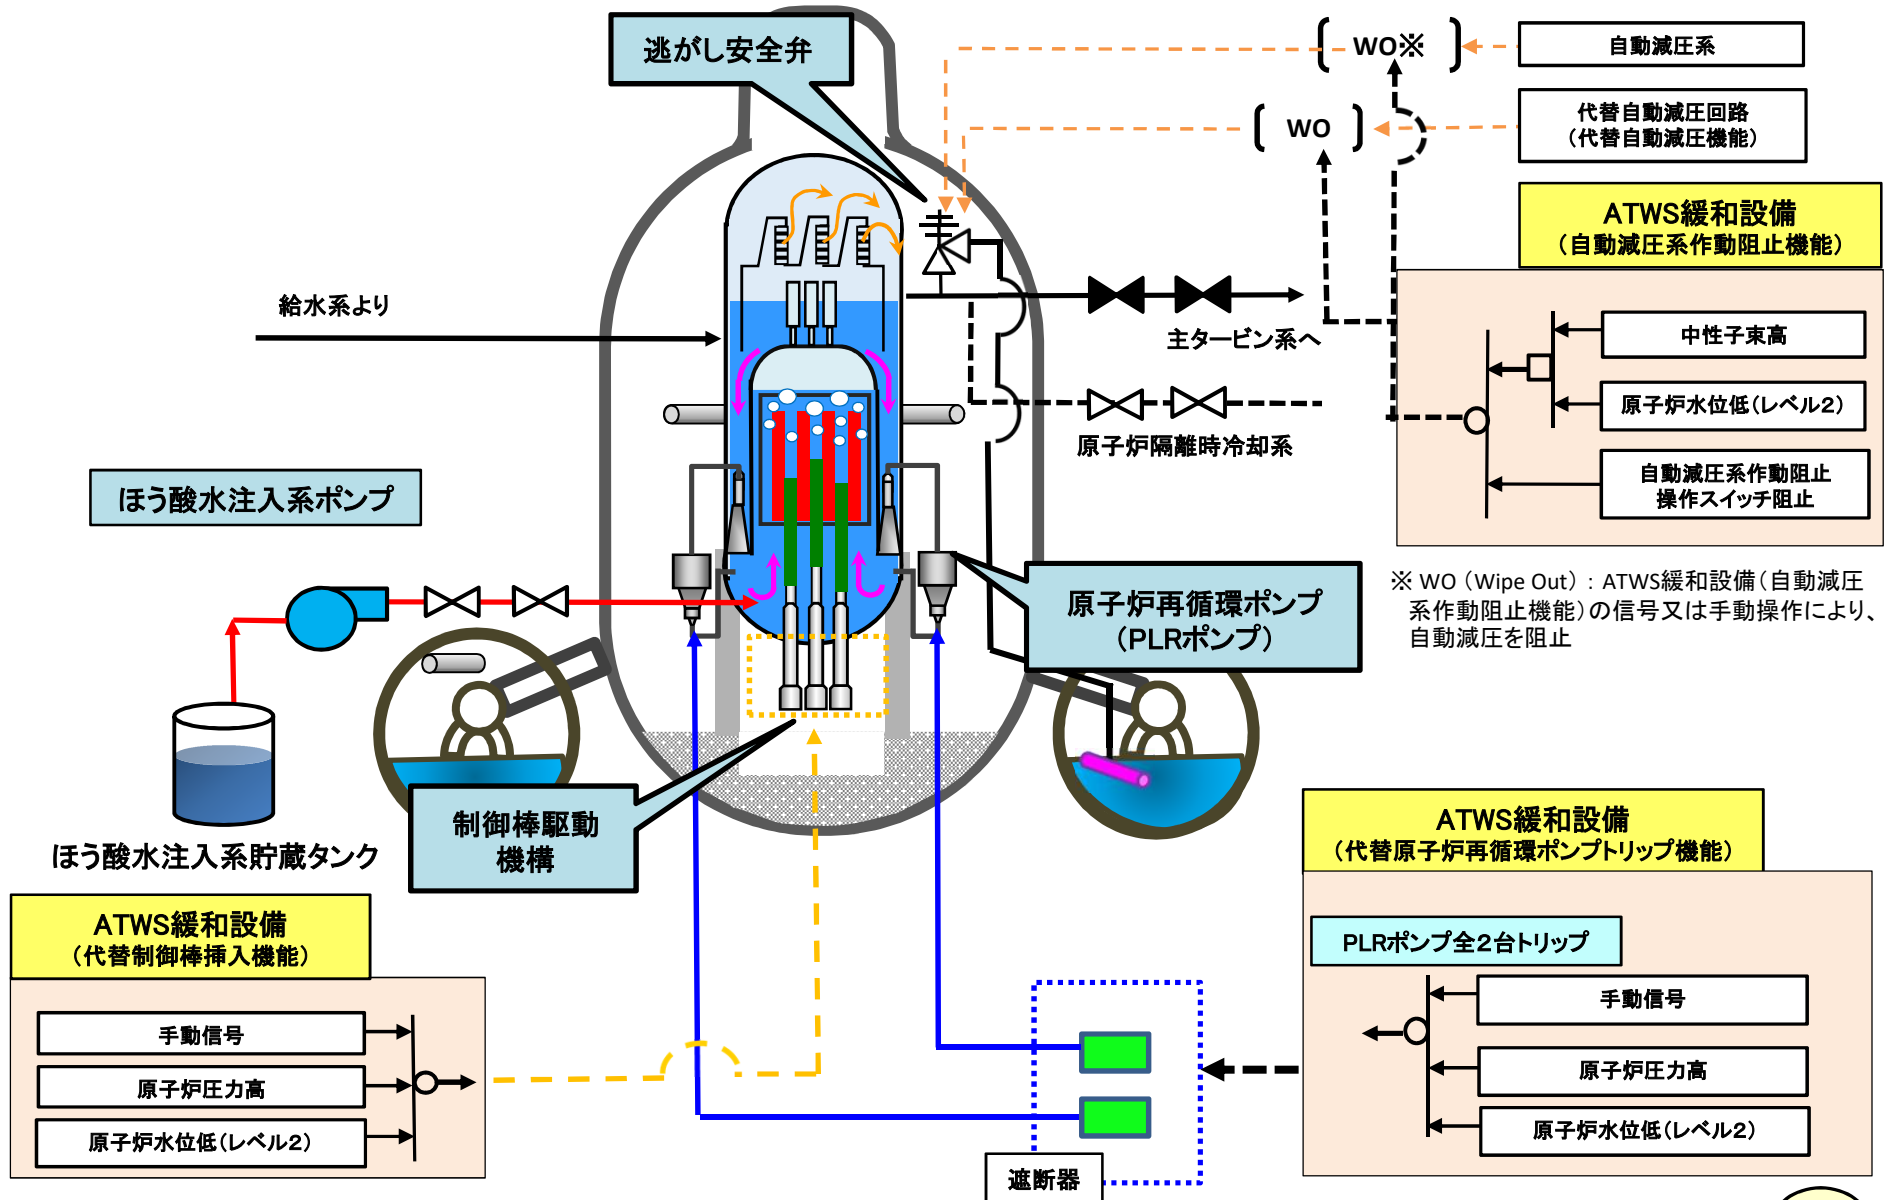 逃がし安全弁
WO※
自動減圧系
WO
代替自動減圧回路
(代替自動減圧機能)
ATWS緩和設備
(自動減圧系作動阻止機能)
給水系より
主タービン系へ
中性子束高
原子炉水位低(レベル2)
原子炉隔離時冷却系
自動減圧系作動阻止
操作スイッチ阻止
ほう酸水注入系ポンプ
※ WO (Wipe Out) : ATWS緩和設備(自動減圧
系作動阻止機能)の信号又は手動操作により、
自動減圧を阻止
原子炉再循環ポンプ
(PLRポンプ)
制御棒駆動
機構
ほう酸水注入系貯蔵タンク
ATWS緩和設備
(代替原子炉再循環ポンプトリップ機能)
PLRポンプ全2台トリップ
手動信号
原子炉圧力高
原子炉水位低(レベル2)
ATWS緩和設備
(代替制御棒挿入機能)
手動信号
原子炉圧力高
原子炉水位低(レベル2)
遮断器